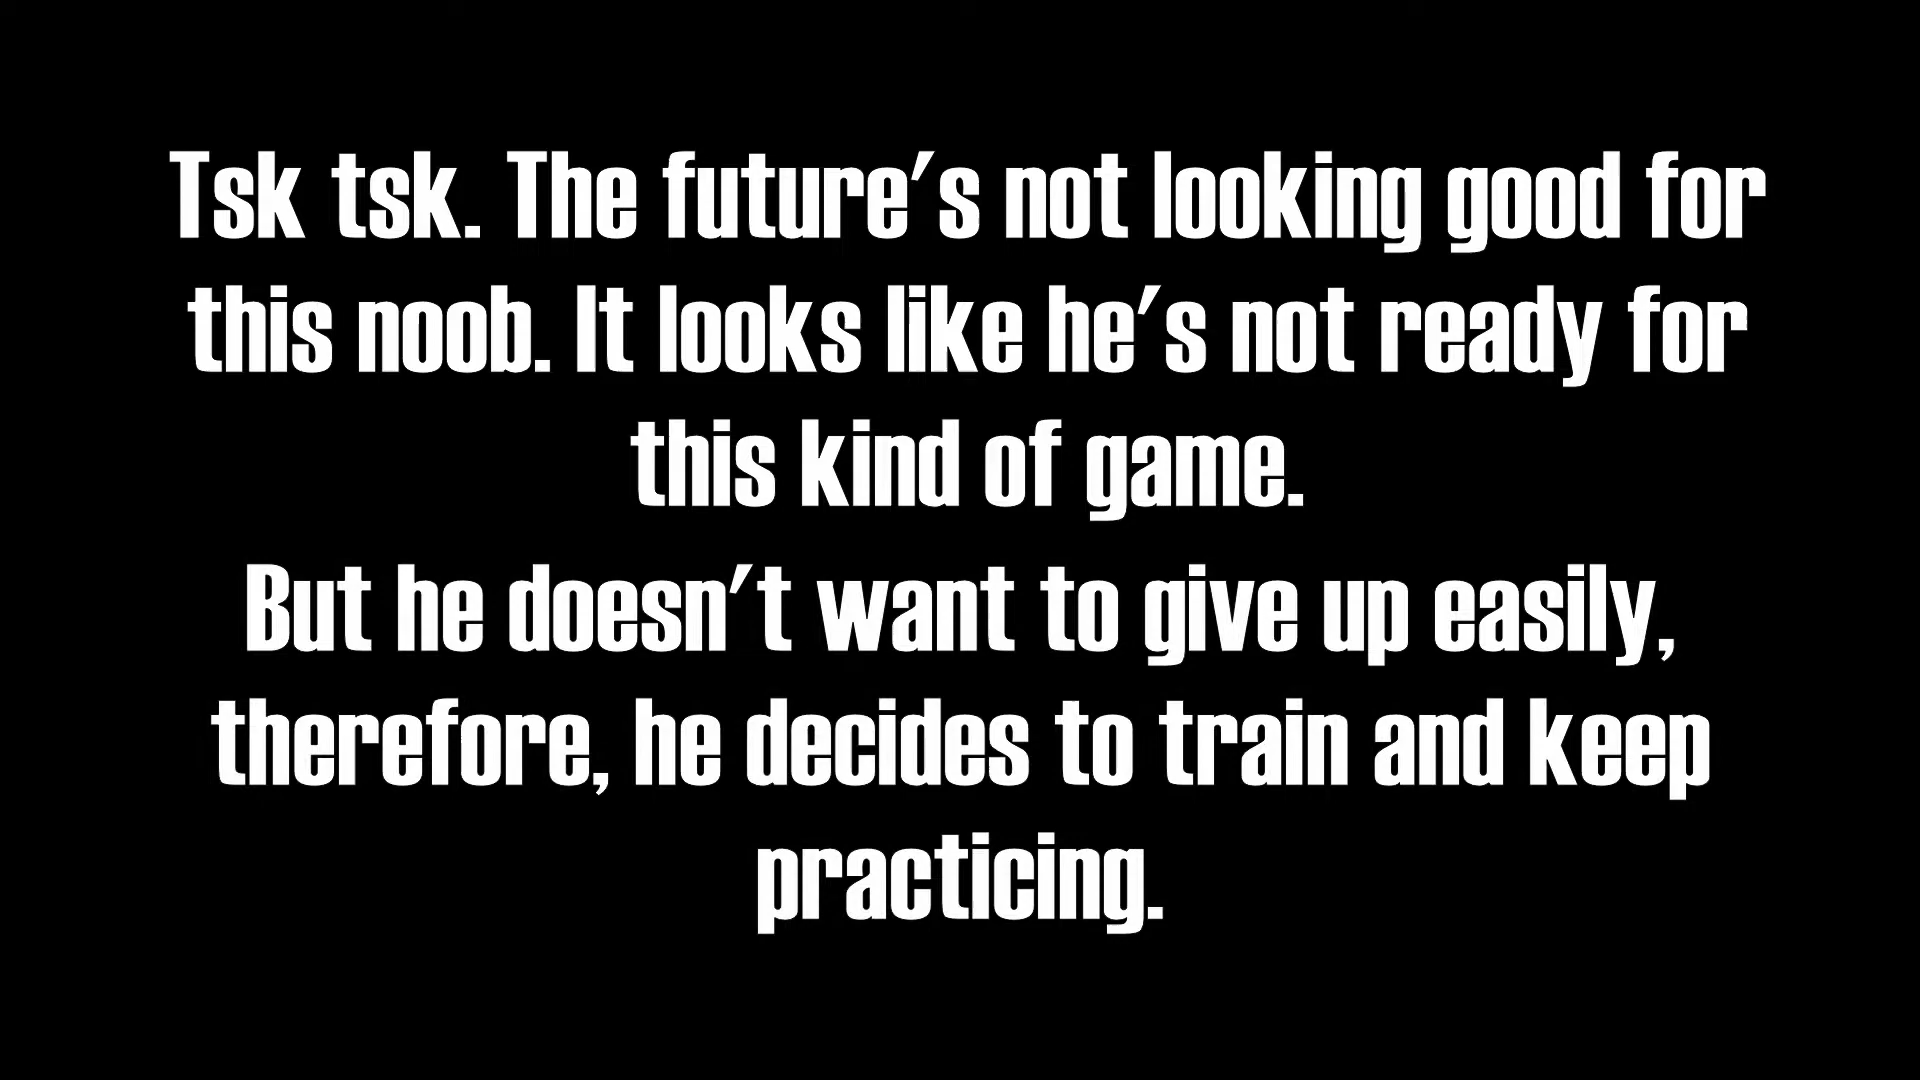 Tsk tsk. The future's not looking good for
this noob. It looks like he's not ready for
this kind of game.
But he doesn't want to give up easily,
therefore, he decides to train and keep
practicing.